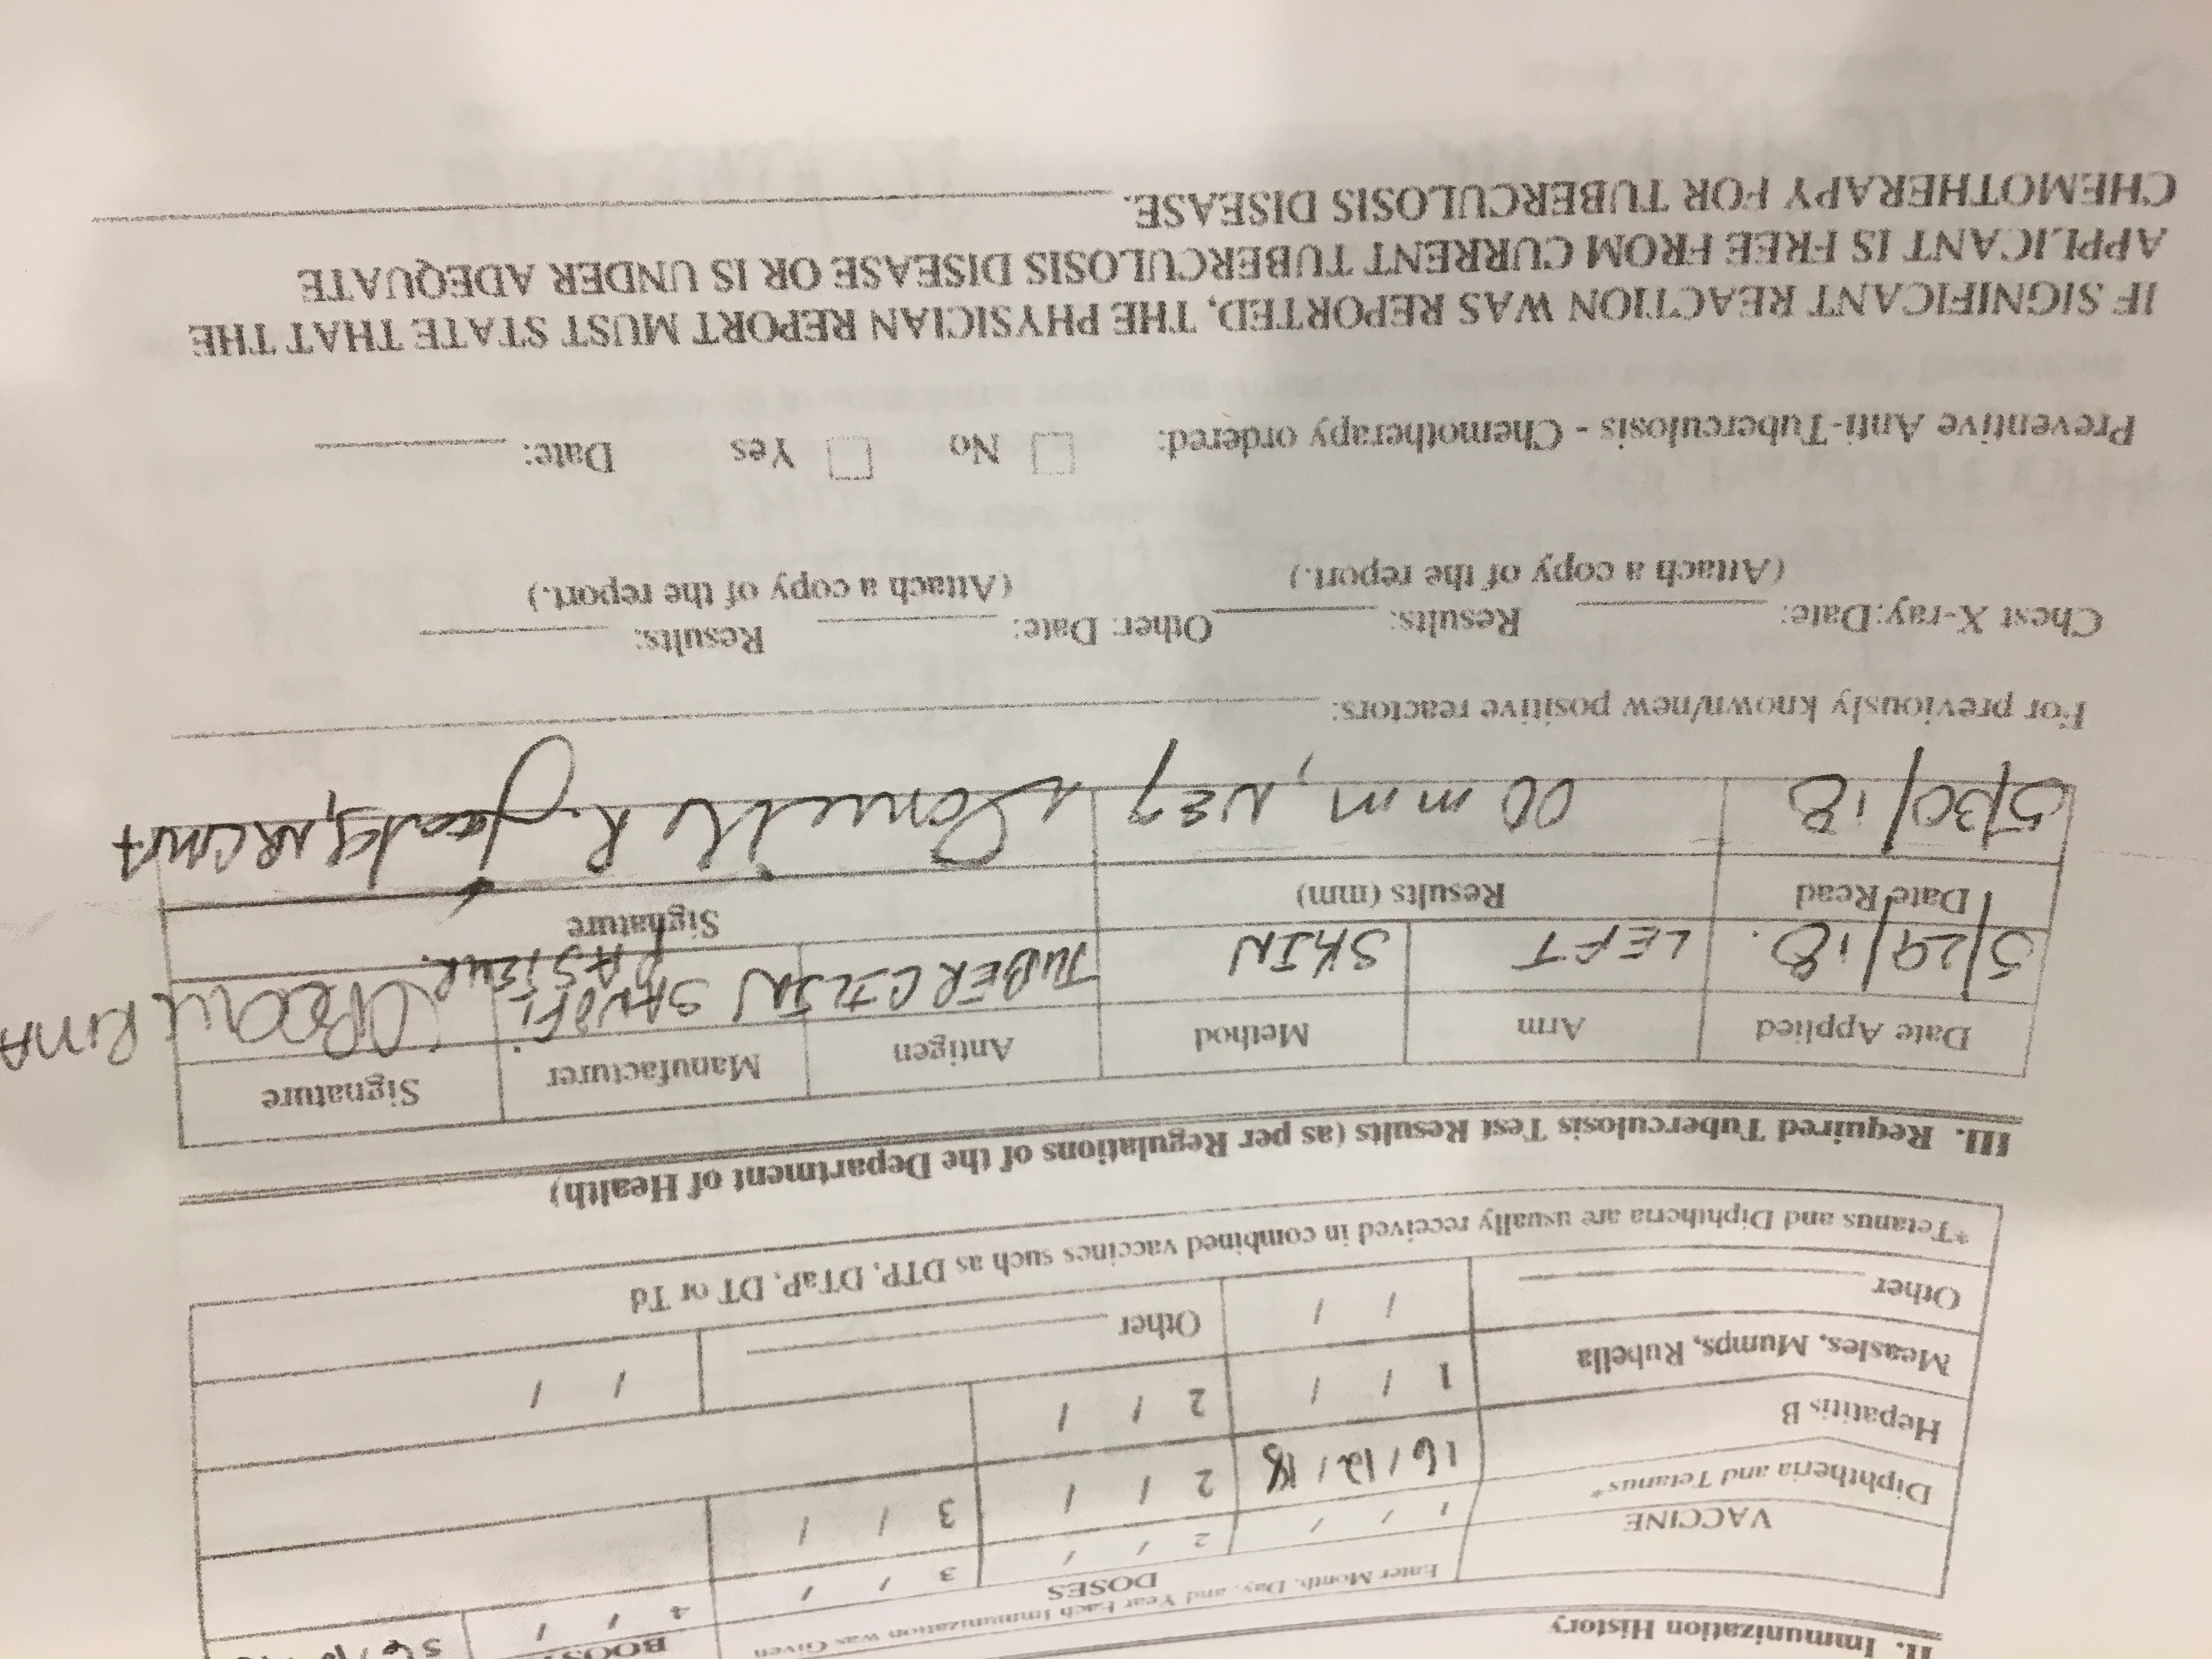 II. Immunization History
VACCINE
Enter Month, Day, and Year Each Immunization was Given
DOSES
Diphtheria and Tetanus*
1 / /
2 / /
3 / /
4 / /
Hepatitis B
1 6 / 12 / 18
2 / /
3 / /
Measles, Mumps, Rubella
1 / /
2 / /
Other
/ /
Other
/ /
*Tetanus and Diphtheria are usually received in combined vaccines such as DTP, DTaP, DT or Td
III. Required Tuberculosis Test Results (as per Regulations of the Department of Health)
Date Applied Arm Method Antigen Manufacturer Signature
5/29/18. LEFT SKIN SANOFI PASTEUR. RMA
Date Read Results (mm) Signature
5/30/18 00 mm, NEG
For previously known/new positive reactors:
Chest X-ray: Date: Results: Other: Date: Results:
(Attach a copy of the report.) (Attach a copy of the report.)
Preventive Anti-Tuberculosis - Chemotherapy ordered: No Yes Date:
IF SIGNIFICANT REACTION WAS REPORTED, THE PHYSICIAN REPORT MUST STATE THAT THE
APPLICANT IS FREE FROM CURRENT TUBERCULOSIS DISEASE OR IS UNDER ADEQUATE
CHEMOTHERAPY FOR TUBERCULOSIS DISEASE.